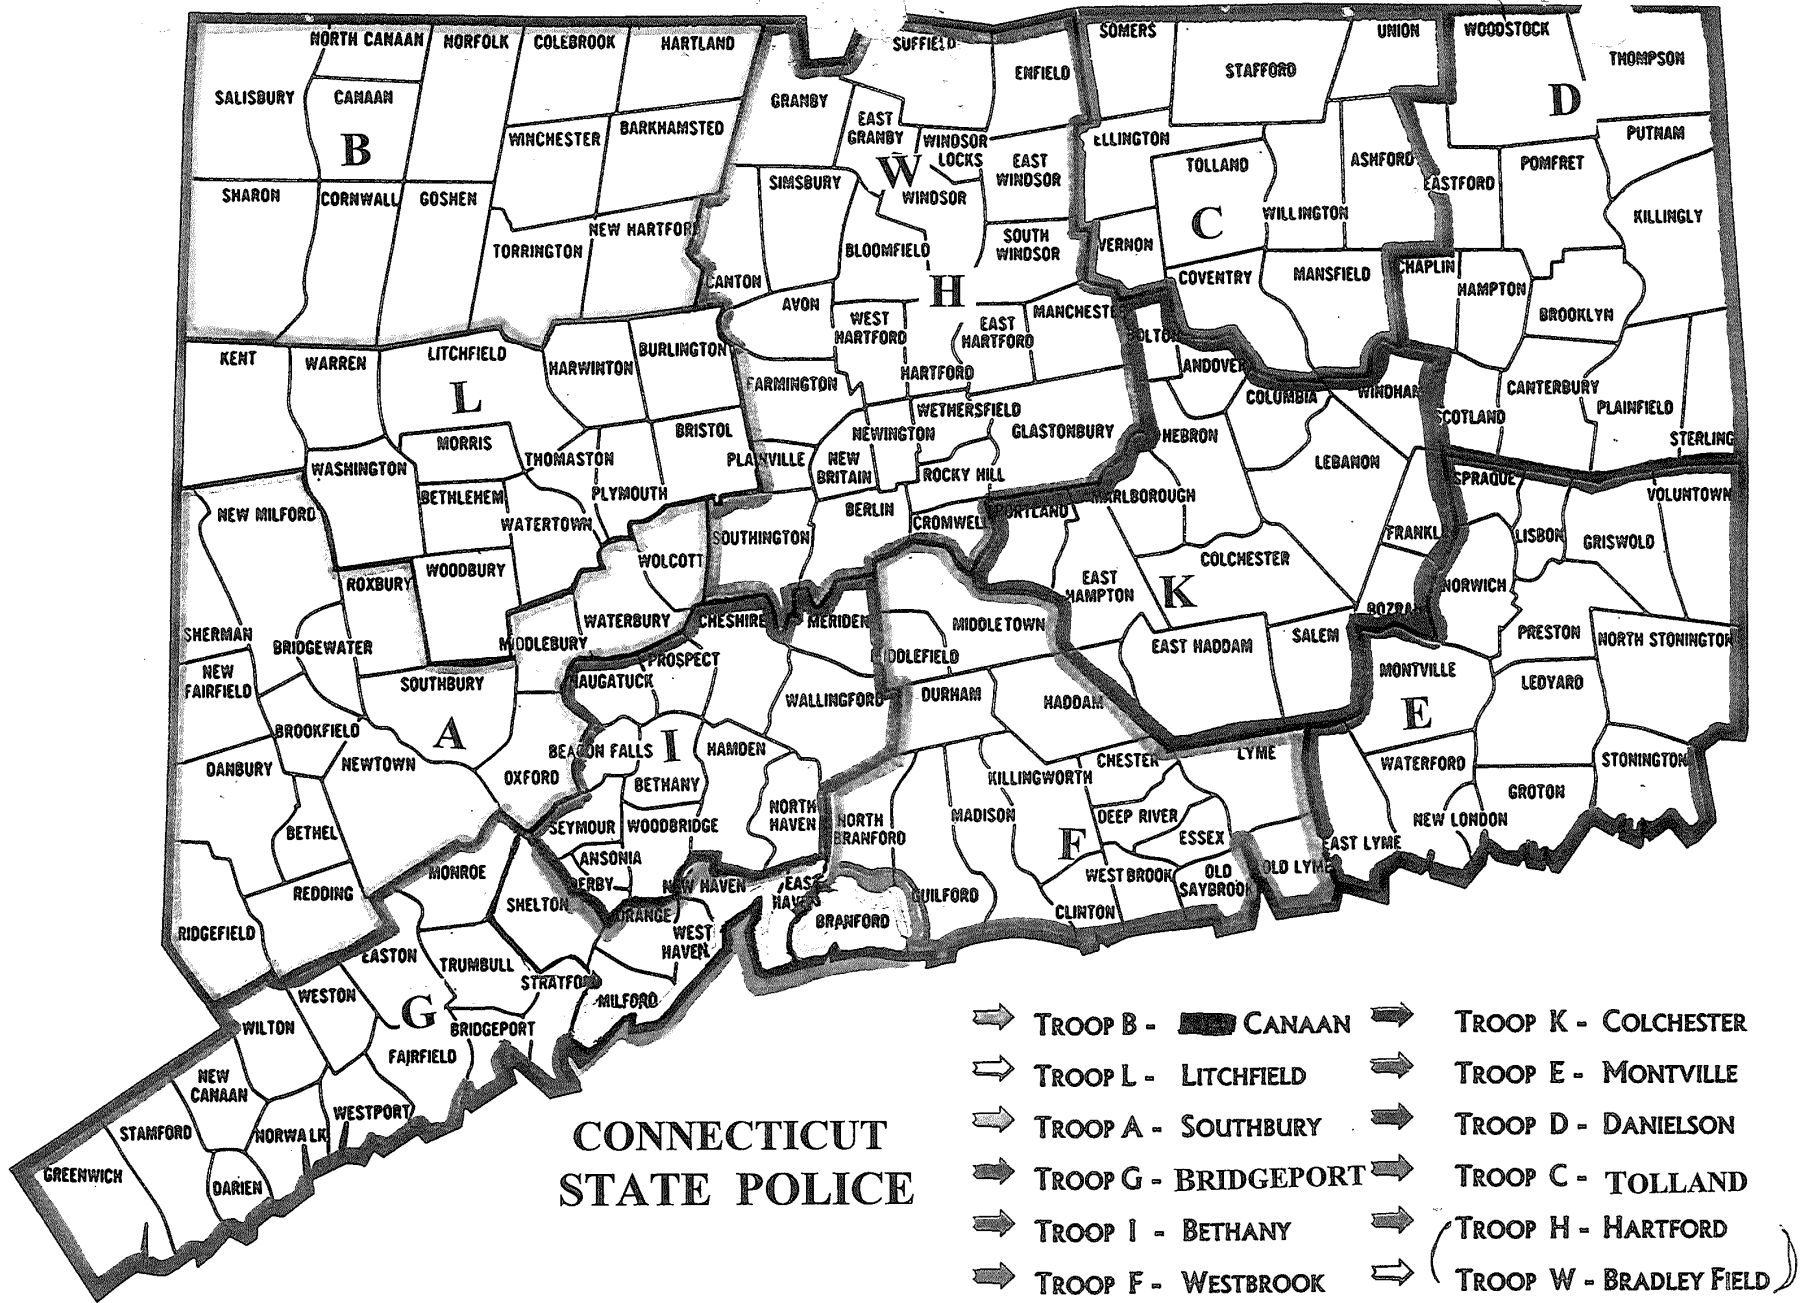 NORTH CANAAN
NORFOLK
COLEBROOK
HARTLAND
SUFFIELD
ENFIELD
SOMERS
STAFFORD
UNION
WOODSTOCK
THOMPSON
SALISBURY
CANAAN
B
WINCHESTER
BARKHAMSTED
GRANBY
EAST
GRANBY
WINDSOR
LOCKS
W
EAST
WINDSOR
ELLINGTON
TOLLAND
ASHFORD
EASTFORD
D
POMFRET
PUTNAM
SHARON
CORNWALL
GOSHEN
TORRINGTON
NEW HARTFOR
SIMSBURY
WINDSOR
BLOOMFIELD
SOUTH
WINDSOR
VERNON
C
WILLINGTON
KILLINGLY
CANTON
AVON
H
COVENTRY
MANSFIELD
CHAPLIN
HAMPTON
BROOKLYN
KENT
WARREN
LITCHFIELD
HARWINTON
BURLINGTON
WEST
HARTFORD
EAST
HARTFORD
MANCHESTE
BOLTON
ANDOVER
HARTFORD
FARMINGTON
COLUMBIA
WINDHAM
SCOTLAND
CANTERBURY
PLAINFIELD
STERLING
L
MORRIS
THOMASTON
BRISTOL
PLAINVILLE
WETHERSFIELD
NEWINGTON
NEW
BRITAIN
ROCKY HILL
GLASTONBURY
HEBRON
LEBANON
WASHINGTON
BETHLEHEM
PLYMOUTH
WATERTOWN
BERLIN
CROMWELL
PORTLAND
MARLBOROUGH
SPRAGUE
VOLUNTOWN
NEW MILFORD
SOUTHINGTON
WOLCOTT
FRANKL
LISBON
GRISWOLD
ROXBURY
WOODBURY
COLCHESTER
EAST
HAMPTON
K
NORWICH
SHERMAN
BRIDGEWATER
MIDDLEBURY
WATERBURY
CHESHIRE
MERIDEN
MIDDLETOWN
BOZRAH
EAST HADDAM
SALEM
PRESTON
NORTH STONINGTON
NEW
FAIRFIELD
SOUTHBURY
NAUGATUCK
PROSPECT
MIDDLEFIELD
WALLINGFORD
DURHAM
HADDAM
MONTVILLE
LEDYARD
E
BROOKFIELD
A
BEACON FALLS
I
HAMDEN
DANBURY
NEWTOWN
OXFORD
BETHANY
KILLINGWORTH
CHESTER
LYME
WATERFORD
STONINGTON
GROTON
BETHEL
SEYMOUR
WOODBRIDGE
NORTH
HAVEN
NORTH
BRANFORD
MADISON
DEEP RIVER
ESSEX
F
NEW LONDON
EAST LYME
MONROE
ANSONIA
DERBY
NEW HAVEN
EAST
HAVEN
REDDING
SHELTON
ORANGE
BRANFORD
GUILFORD
WESTBROOK
CLINTON
OLD
SAYBROOK
OLD LYME
RIDGEFIELD
EASTON
TRUMBULL
WEST
HAVEN
STRATFORD
MILFORD
WESTON
WILTON
G
BRIDGEPORT
FAIRFIELD
NEW
CANAAN
WESTPORT
STAMFORD
NORWALK
GREENWICH
DARIEN
CONNECTICUT
STATE POLICE
TROOP B - CANAAN
TROOP L - LITCHFIELD
TROOP A - SOUTHBURY
TROOP G - BRIDGEPORT
TROOP I - BETHANY
TROOP F - WESTBROOK
TROOP K - COLCHESTER
TROOP E - MONTVILLE
TROOP D - DANIELSON
TROOP C - TOLLAND
TROOP H - HARTFORD
(TROOP W - BRADLEY FIELD)